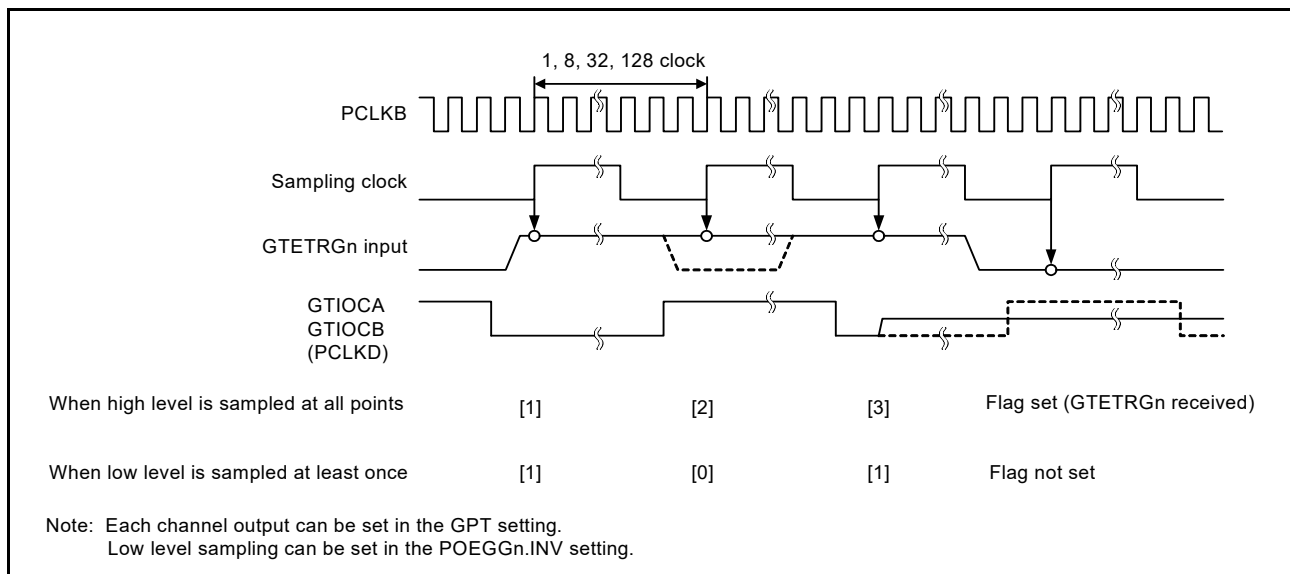 1, 8, 32, 128 clock
PCLKB
Sampling clock
GTETRGn input
GTIOCA
GTIOCB
(PCLKD)
When high level is sampled at all points [1] [2] [3] Flag set (GTETRGn received)
When low level is sampled at least once [1] [0] [1] Flag not set
Note: Each channel output can be set in the GPT setting.
Low level sampling can be set in the POEGGn.INV setting.